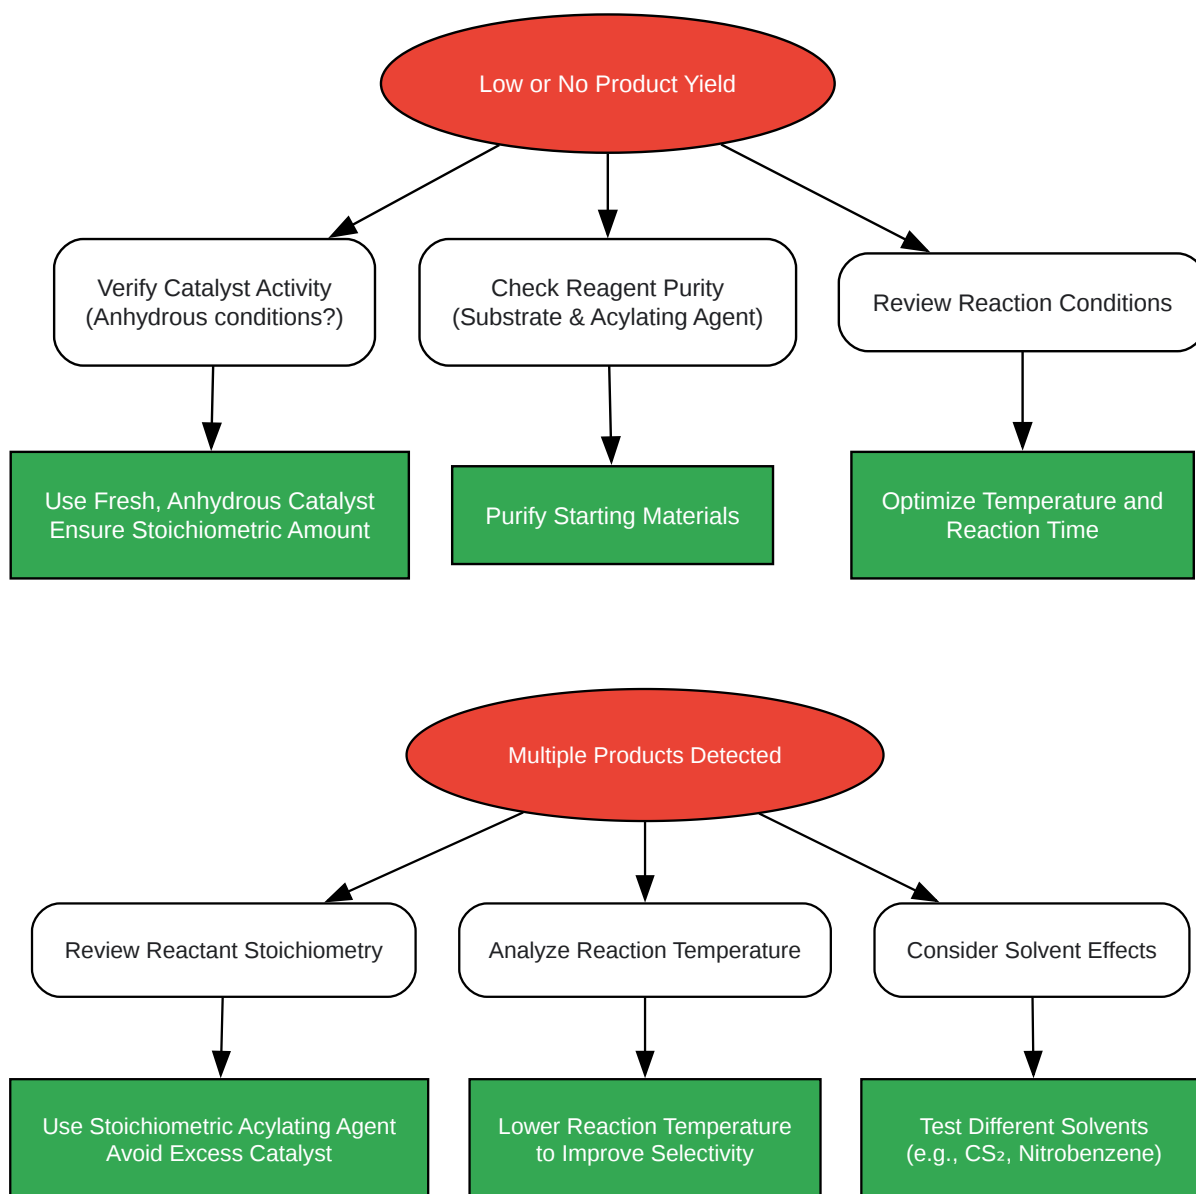 Low or No Product Yield
Verify Catalyst Activity
(Anhydrous conditions?)
Check Reagent Purity
(Substrate & Acylating Agent)
Review Reaction Conditions
Use Fresh, Anhydrous Catalyst
Ensure Stoichiometric Amount
Purify Starting Materials
Optimize Temperature and
Reaction Time
Multiple Products Detected
Review Reactant Stoichiometry
Analyze Reaction Temperature
Consider Solvent Effects
Use Stoichiometric Acylating Agent
Avoid Excess Catalyst
Lower Reaction Temperature
to Improve Selectivity
Test Different Solvents
(e.g., CS₂, Nitrobenzene)